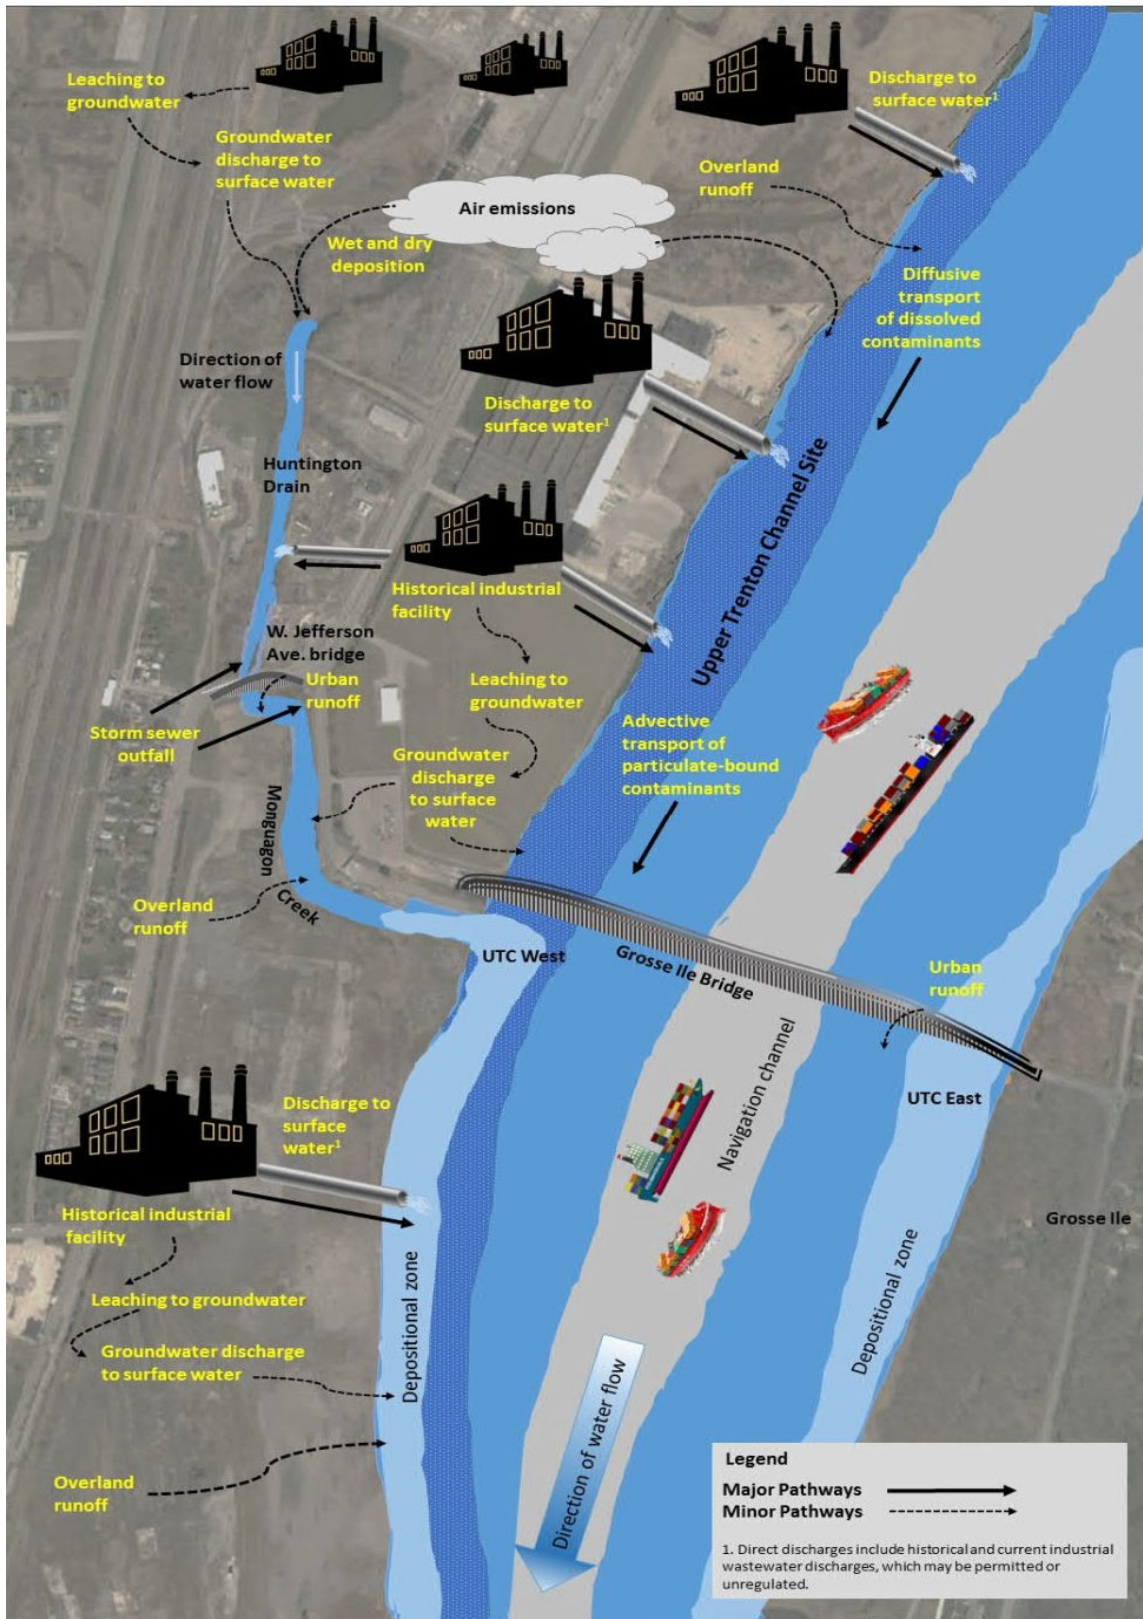 Leaching to
groundwater
Groundwater
discharge to
surface water
Discharge to
surface water¹
Overland
runoff
Air emissions
Wet and dry
deposition
Diffusive
transport
of dissolved
contaminants
Direction of
water flow
Discharge to
surface water¹
Huntington
Drain
Upper Trenton Channel Site
Historical industrial
facility
W. Jefferson
Ave. bridge
Urban
runoff
Leaching to
groundwater
Storm sewer
outfall
Advective
transport of
particulate-bound
contaminants
Groundwater
discharge
to surface
water
Monguagon
Creek
Overland
runoff
UTC West
Grosse Ile Bridge
Urban
runoff
Navigation channel
UTC East
Discharge to
surface
water¹
Historical industrial
facility
Grosse Ile
Leaching to groundwater
Depositional zone
Depositional zone
Groundwater discharge
to surface water
Direction of water flow
Overland
runoff
Legend
Major Pathways
Minor Pathways
1. Direct discharges include historical and current industrial
wastewater discharges, which may be permitted or
unregulated.